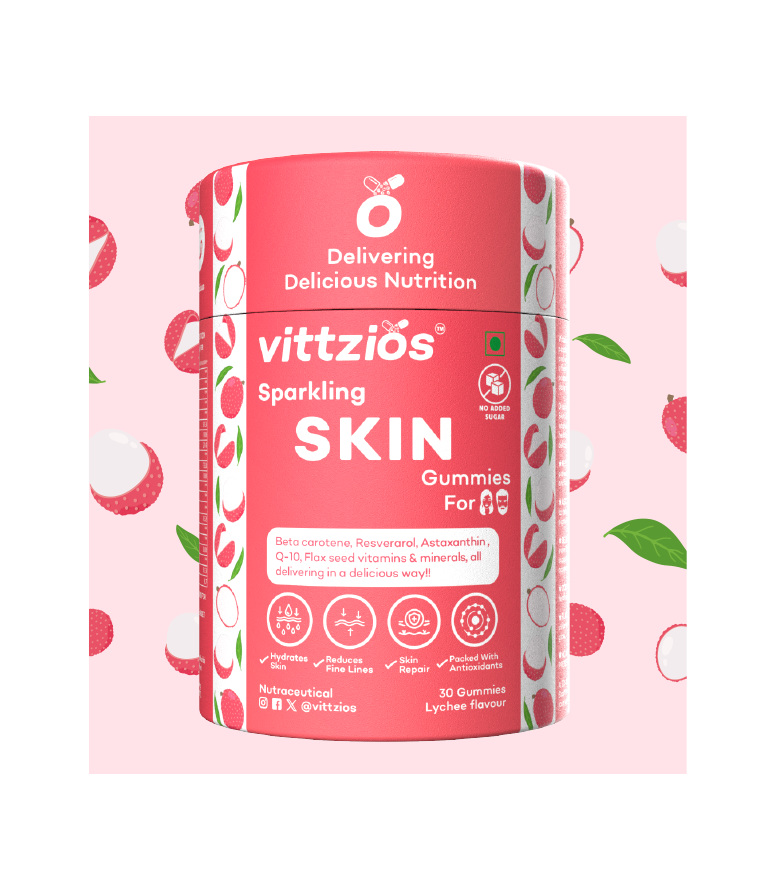 Delivering
Delicious Nutrition
vittzios™
Sparkling
SKIN
NO ADDED
SUGAR
Gummies
For
Beta carotene, Resverarol, Astaxanthin,
Q-10, Flax seed vitamins & minerals, all
delivering in a delicious way!!
Hydrates
Skin
Reduces
Fine Lines
Skin
Repair
Packed With
Antioxidants
Nutraceutical
@vittzios
30 Gummies
Lychee flavour